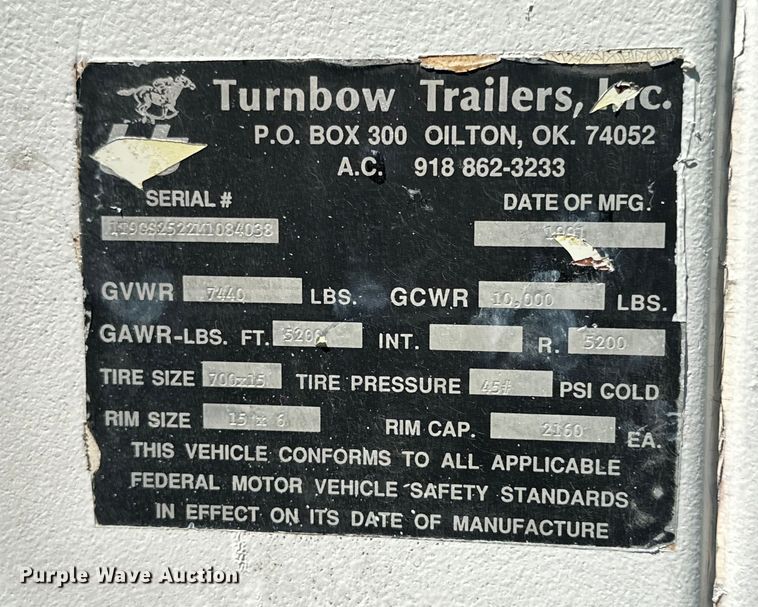 Turnbow Trailers, Inc.
P.O. BOX 300 OILTON, OK. 74052
A.C. 918 862-3233
SERIAL # DATE OF MFG.
1T9GS2522M1084038 1991
GVWR 7440 LBS. GCWR 10,000 LBS.
GAWR-LBS. FT. 5200 INT. R. 5200
TIRE SIZE 700x15 TIRE PRESSURE 45# PSI COLD
RIM SIZE 15 x 6 RIM CAP. 2160 EA.
THIS VEHICLE CONFORMS TO ALL APPLICABLE
FEDERAL MOTOR VEHICLE SAFETY STANDARDS
IN EFFECT ON ITS DATE OF MANUFACTURE
Purple Wave Auction